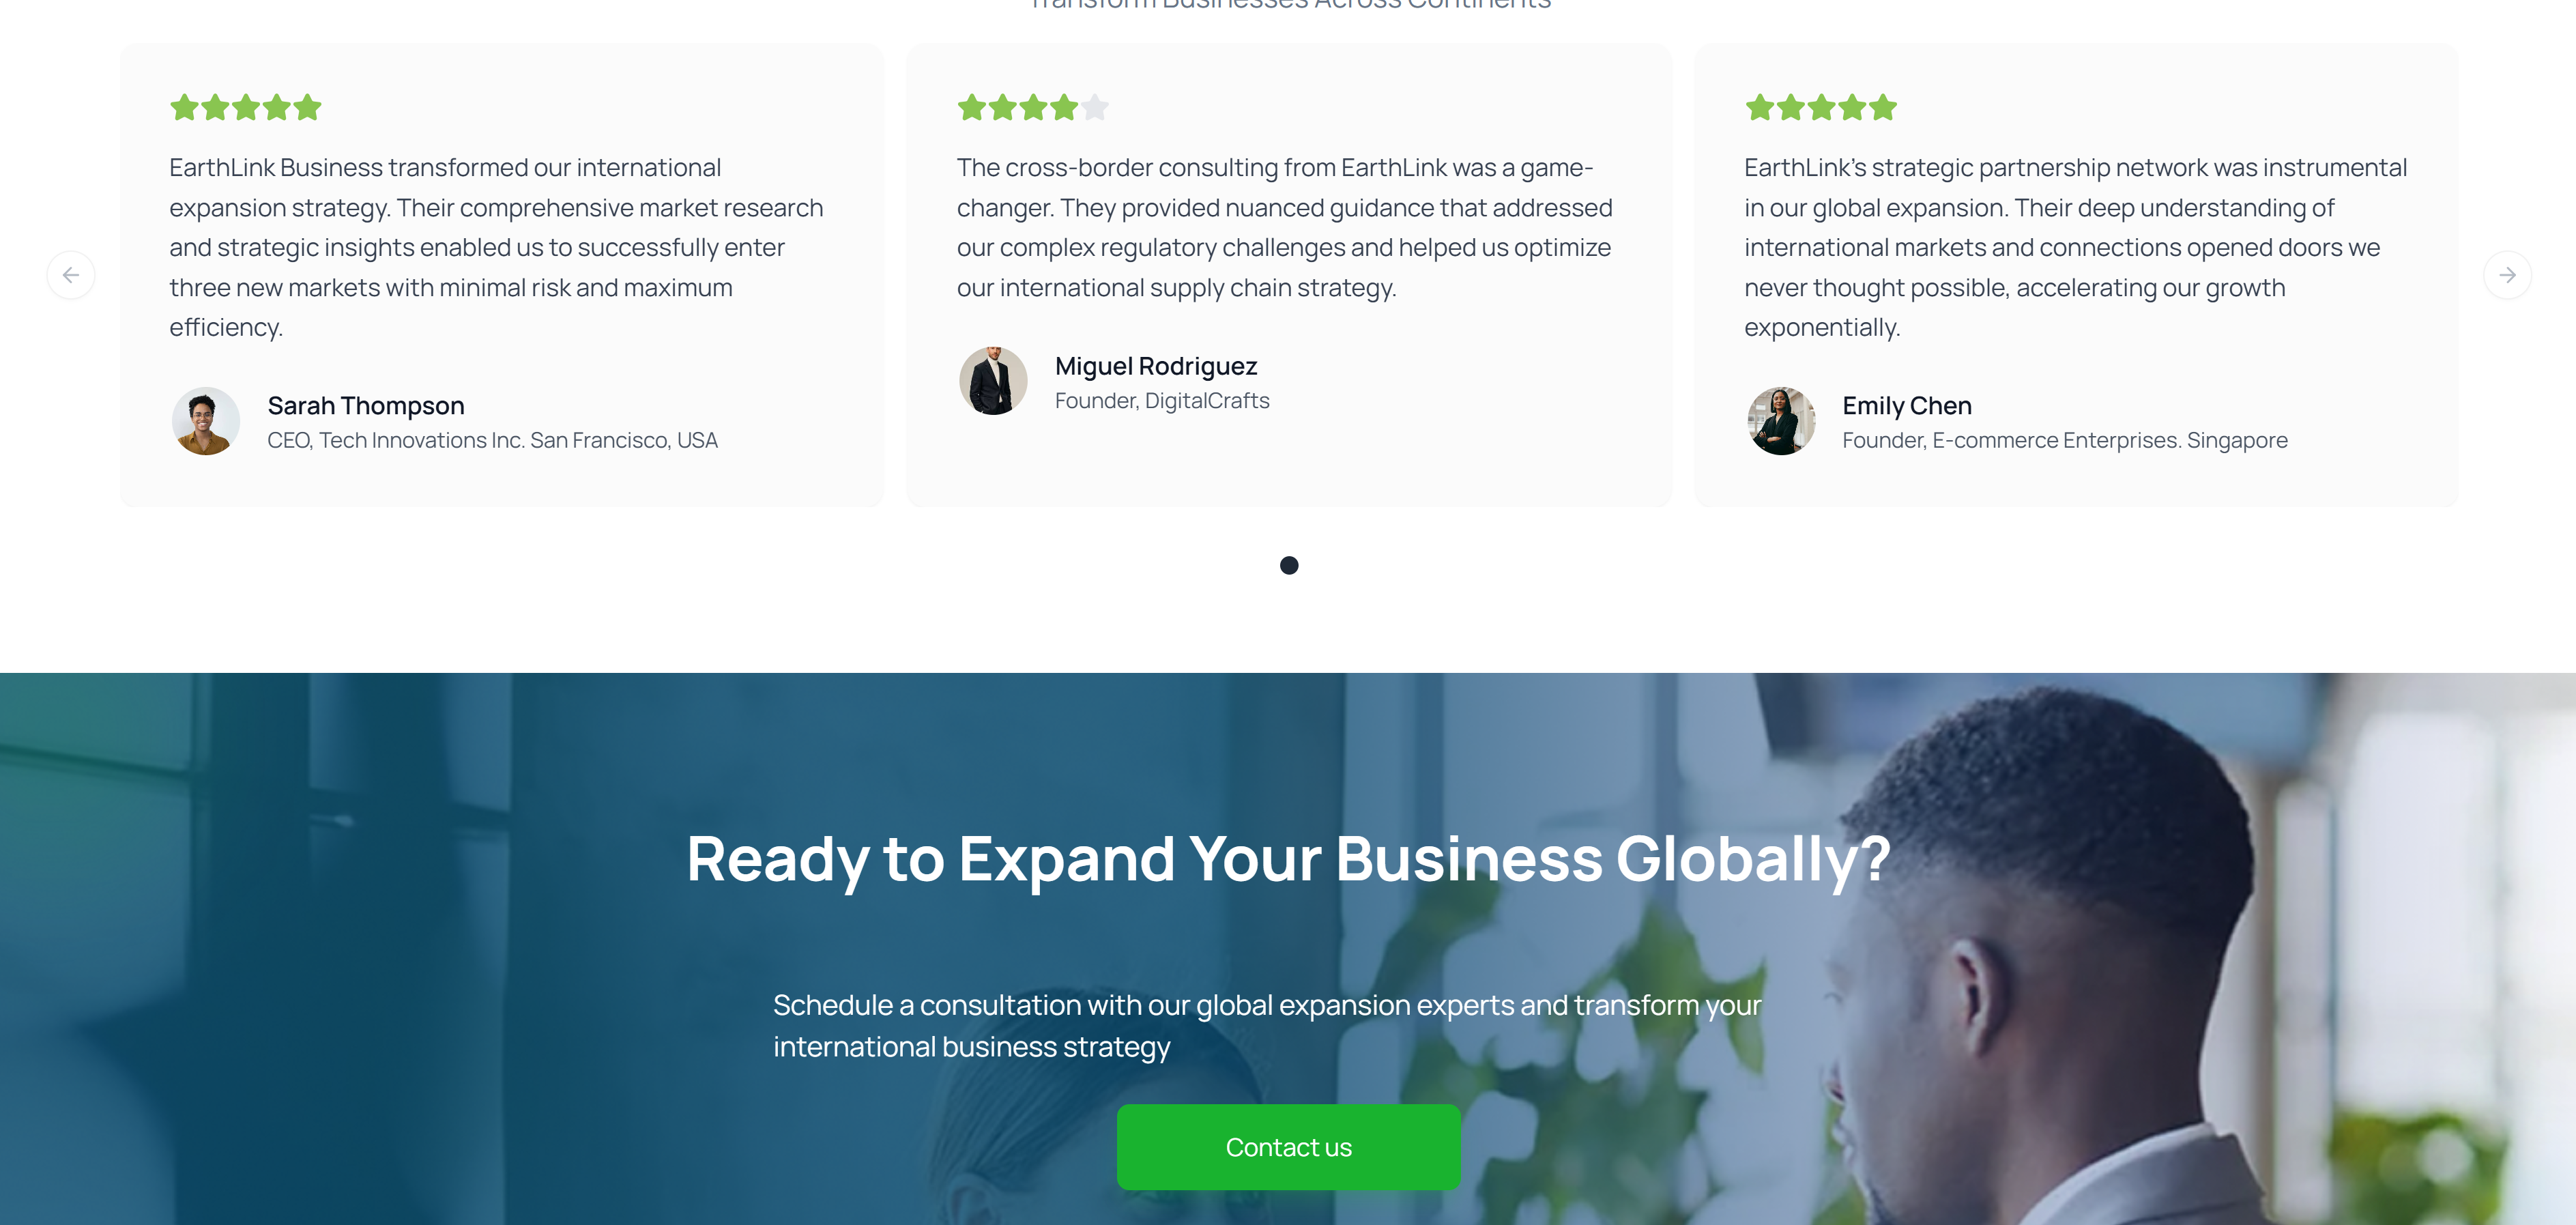 Transform Businesses Across Continents
EarthLink Business transformed our international
expansion strategy. Their comprehensive market research
and strategic insights enabled us to successfully enter
three new markets with minimal risk and maximum
efficiency.
Sarah Thompson
CEO, Tech Innovations Inc. San Francisco, USA
The cross-border consulting from EarthLink was a game-
changer. They provided nuanced guidance that addressed
our complex regulatory challenges and helped us optimize
our international supply chain strategy.
Miguel Rodriguez
Founder, DigitalCrafts
EarthLink’s strategic partnership network was instrumental
in our global expansion. Their deep understanding of
international markets and connections opened doors we
never thought possible, accelerating our growth
exponentially.
Emily Chen
Founder, E-commerce Enterprises. Singapore
Ready to Expand Your Business Globally?
Schedule a consultation with our global expansion experts and transform your
international business strategy
Contact us